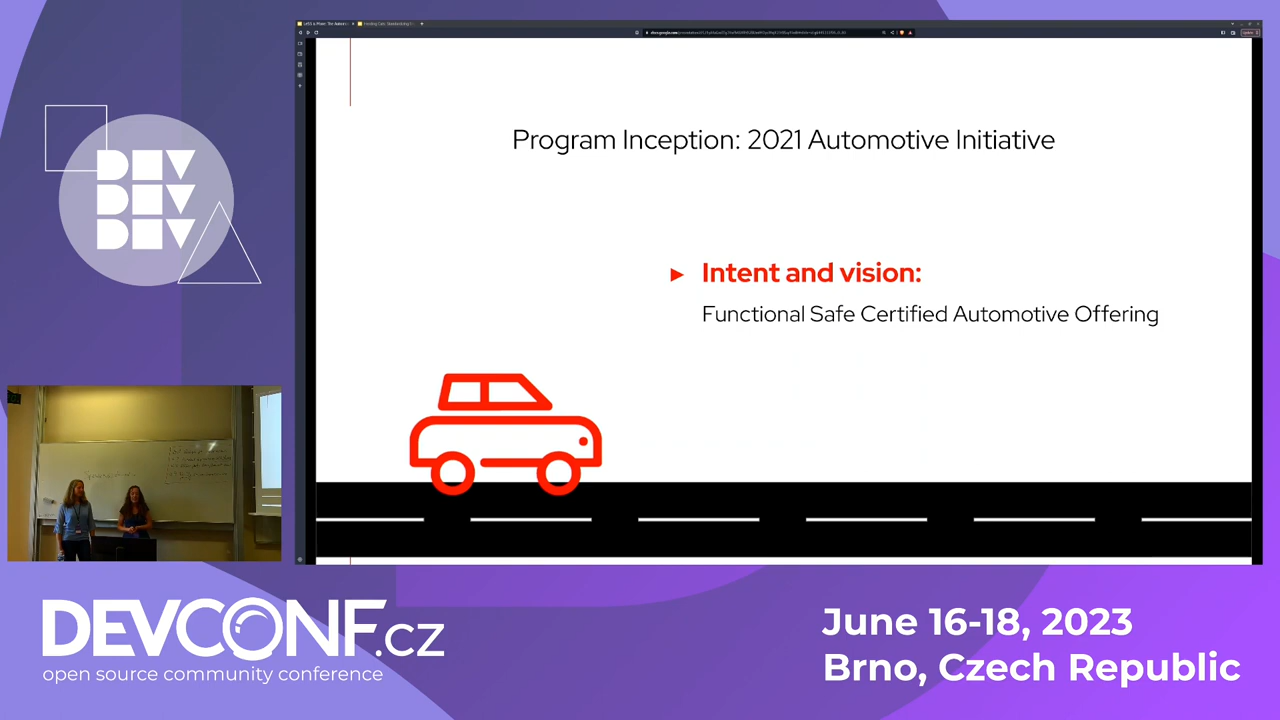 DEV
DEV
DEV
Program Inception: 2021 Automotive Initiative
Intent and vision:
Functional Safe Certified Automotive Offering
DEVCONF.cz
open source community conference
June 16-18, 2023
Brno, Czech Republic